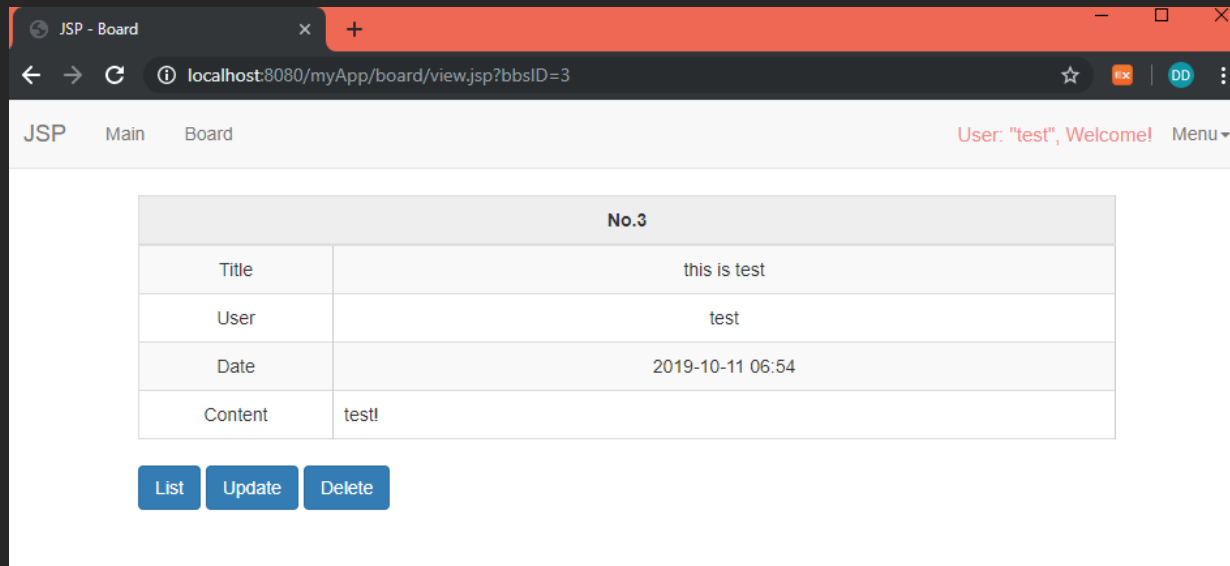 JSP - Board
localhost:8080/myApp/board/view.jsp?bbsID=3
EX
DD
JSP Main Board User: "test", Welcome! Menu
No.3
Title this is test
User test
Date 2019-10-11 06:54
Content test!
List Update Delete